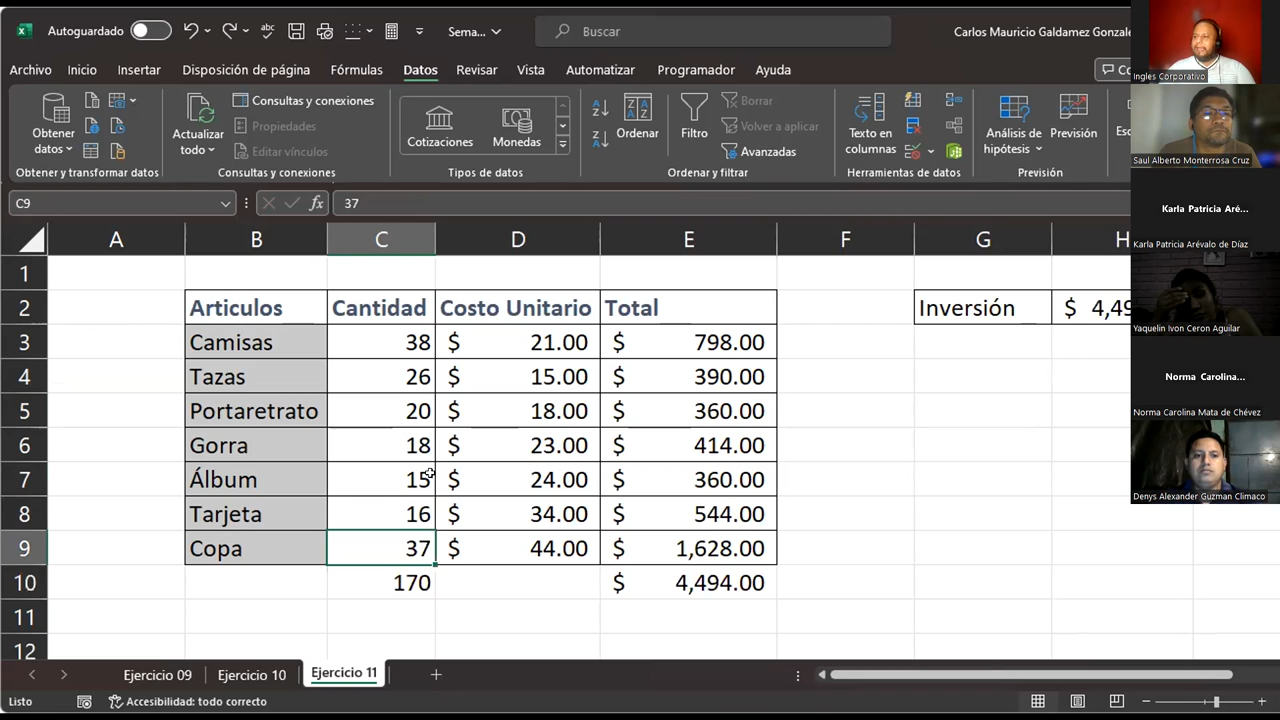 Autoguardado
Sema...
Buscar
Carlos Mauricio Galdamez Gonzale
Archivo Inicio Insertar Disposición de página Fórmulas Datos Revisar Vista Automatizar Programador Ayuda
Obtener datos
Obtener y transformar datos
Actualizar todo
Consultas y conexiones
Propiedades
Editar vínculos
Consultas y conexiones
Cotizaciones
Monedas
Tipos de datos
Ordenar
Filtro
Borrar
Volver a aplicar
Avanzadas
Ordenar y filtrar
Texto en columnas
Herramientas de datos
Análisis de hipótesis
Previsión
Previsión
C9
fx
37
A B C D E F G H
1
2 Articulos Cantidad Costo Unitario Total Inversión $ 4,49
3 Camisas 38 $ 21.00 $ 798.00
4 Tazas 26 $ 15.00 $ 390.00
5 Portaretrato 20 $ 18.00 $ 360.00
6 Gorra 18 $ 23.00 $ 414.00
7 Álbum 15 $ 24.00 $ 360.00
8 Tarjeta 16 $ 34.00 $ 544.00
9 Copa 37 $ 44.00 $ 1,628.00
10 170 $ 4,494.00
11
12
Ejercicio 09 Ejercicio 10 Ejercicio 11
Listo
Accesibilidad: todo correcto
Ingles Corporativo
Saul Alberto Monterrosa Cruz
Karla Patricia Aré...
Karla Patricia Arévalo de Díaz
Yaquelin Ivon Ceron Aguilar
Norma Carolina...
Norma Carolina Mata de Chévez
Denys Alexander Guzman Climaco